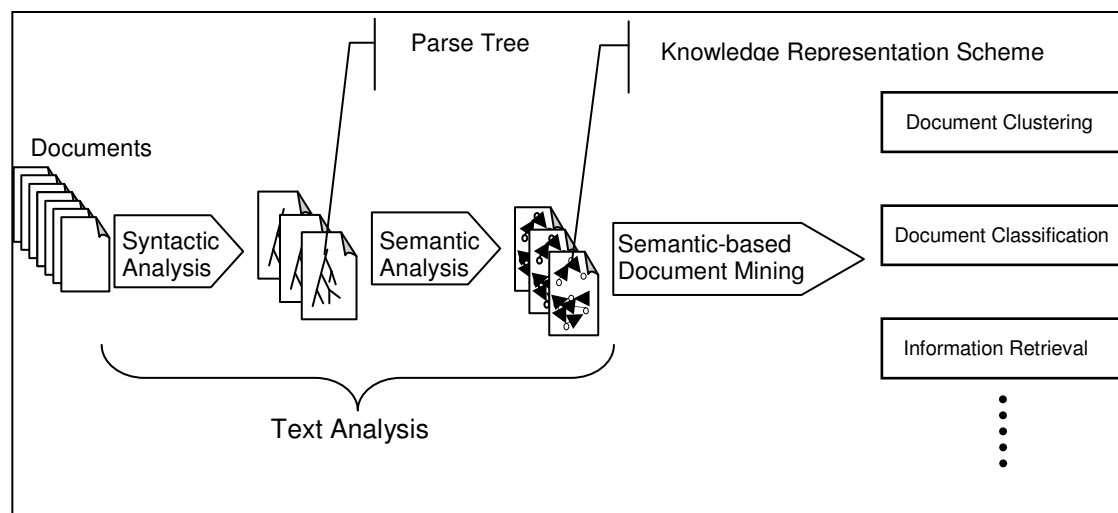 Parse Tree
Knowledge Representation Scheme
Document Clustering
Documents
Syntactic
Analysis
Semantic
Analysis
Semantic-based
Document Mining
Document Classification
Information Retrieval
Text Analysis